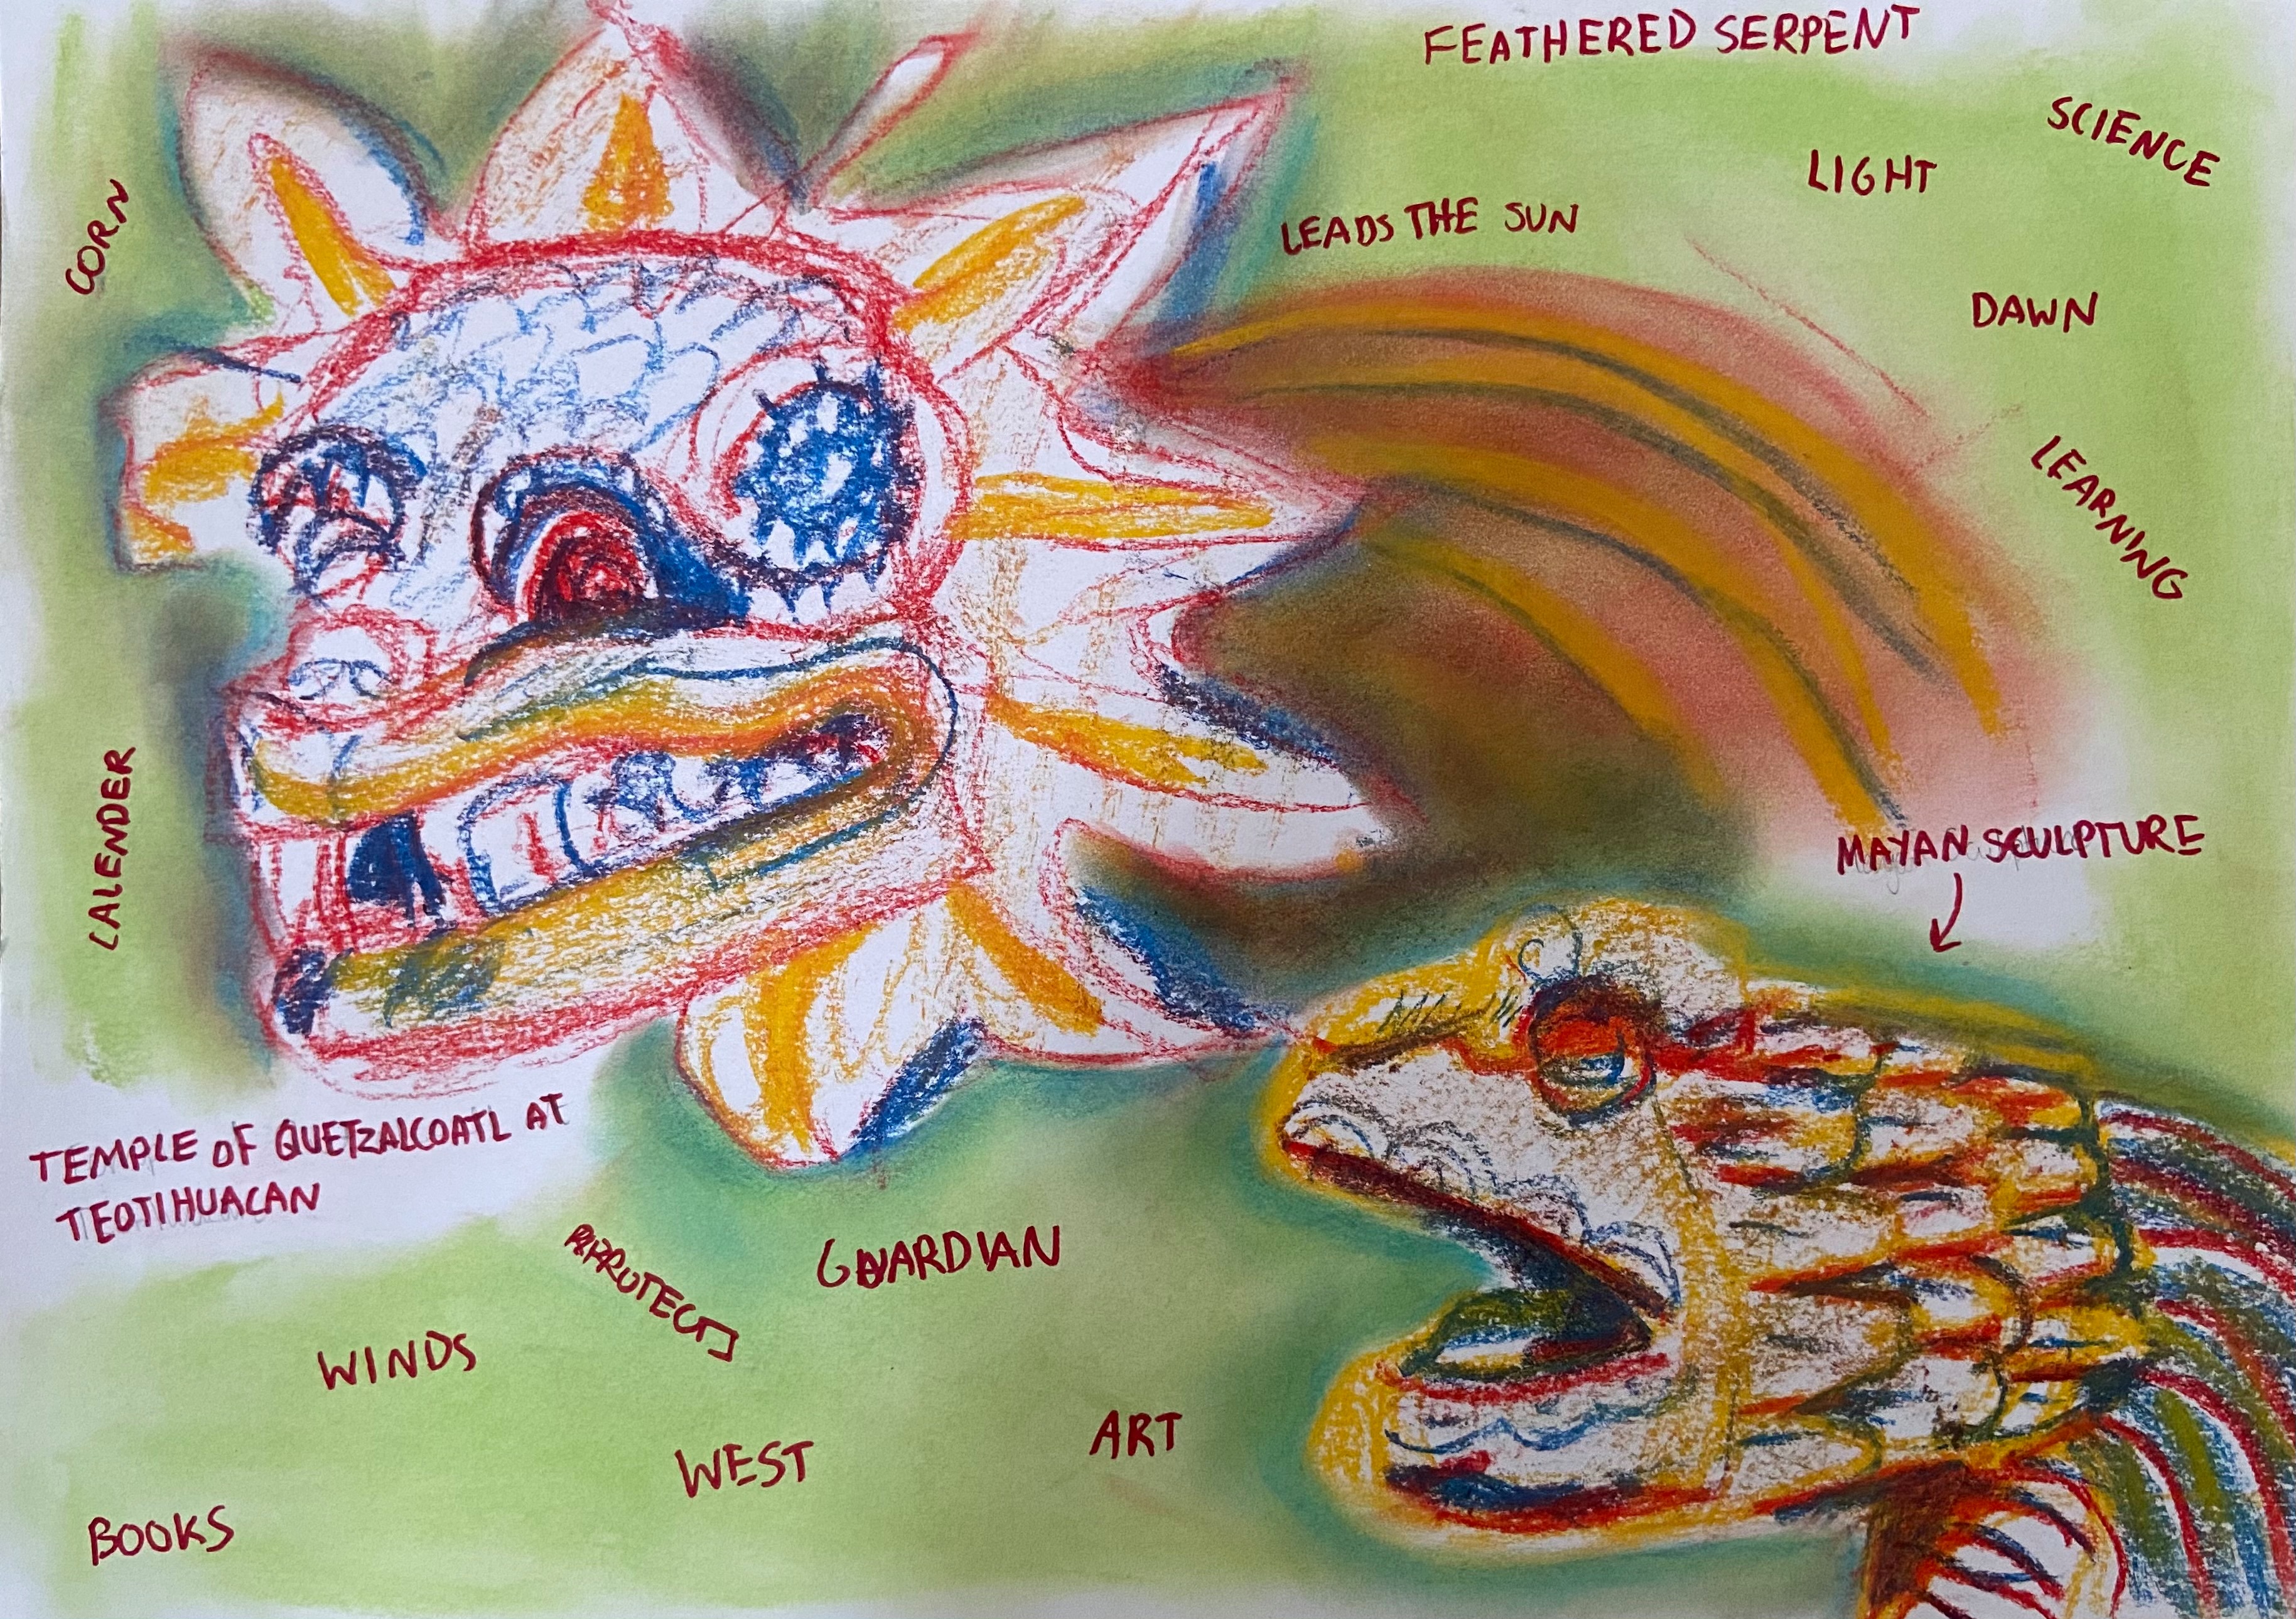 FEATHERED SERPENT
SCIENCE
LIGHT
CORN
LEADS THE SUN
DAWN
LEARNING
CALENDER
MAYAN SCULPTURE
TEMPLE OF QUETZALCOATL AT
TEOTIHUACAN
GUARDIAN
WINDS
WEST
ART
BOOKS